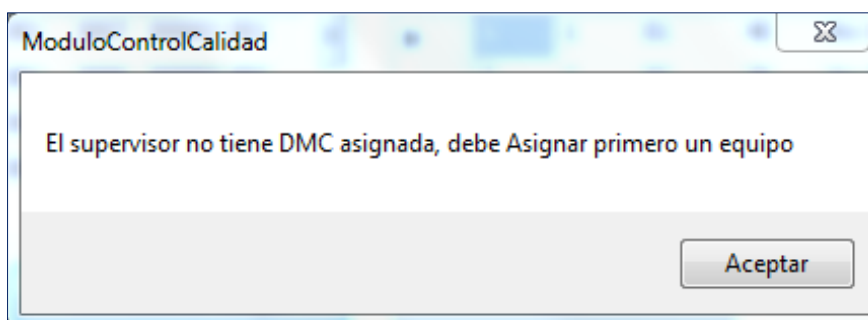 ModuloControlCalidad
El supervisor no tiene DMC asignada, debe Asignar primero un equipo
Aceptar